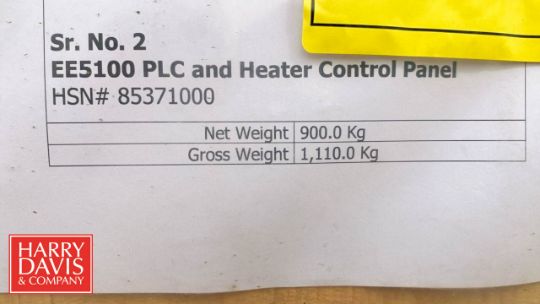 Sr. No. 2
EE5100 PLC and Heater Control Panel
HSN# 85371000
Net Weight 900.0 Kg
Gross Weight 1,110.0 Kg
HARRY
DAVIS
& COMPANY